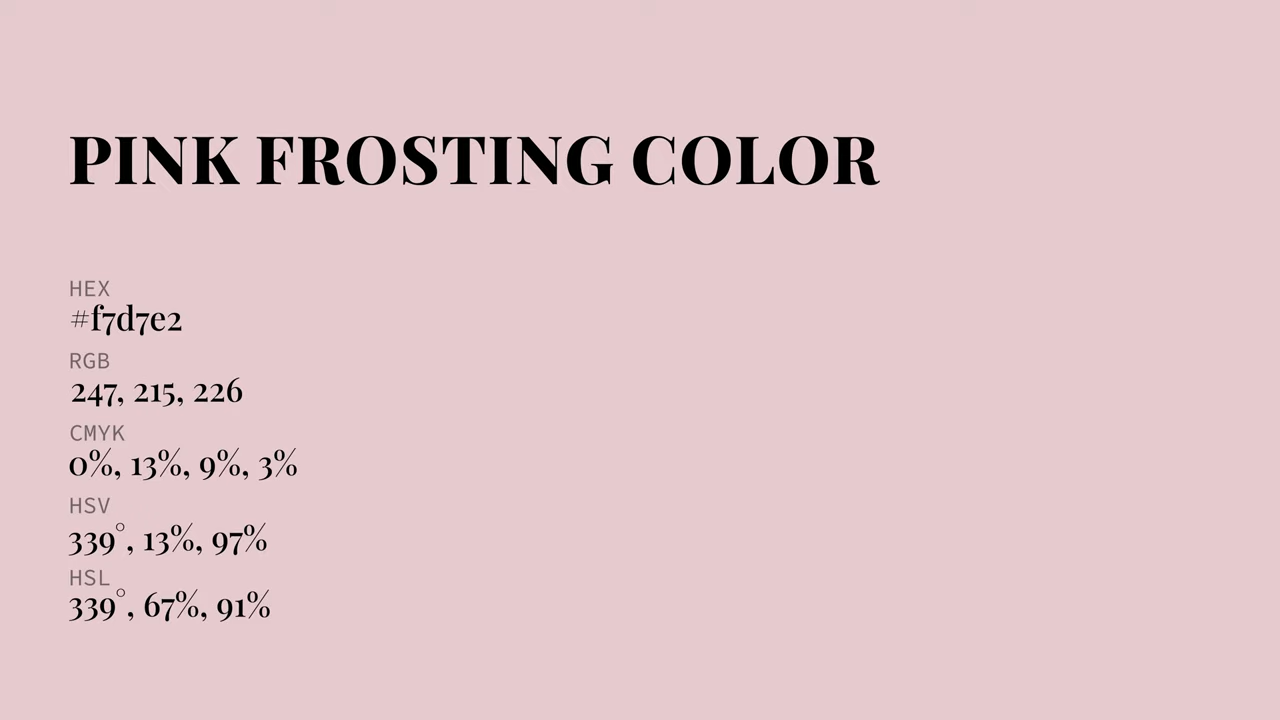 PINK FROSTING COLOR
HEX
#f7d7e2
RGB
247, 215, 226
CMYK
0%, 13%, 9%, 3%
HSV
339°, 13%, 97%
HSL
339°, 67%, 91%